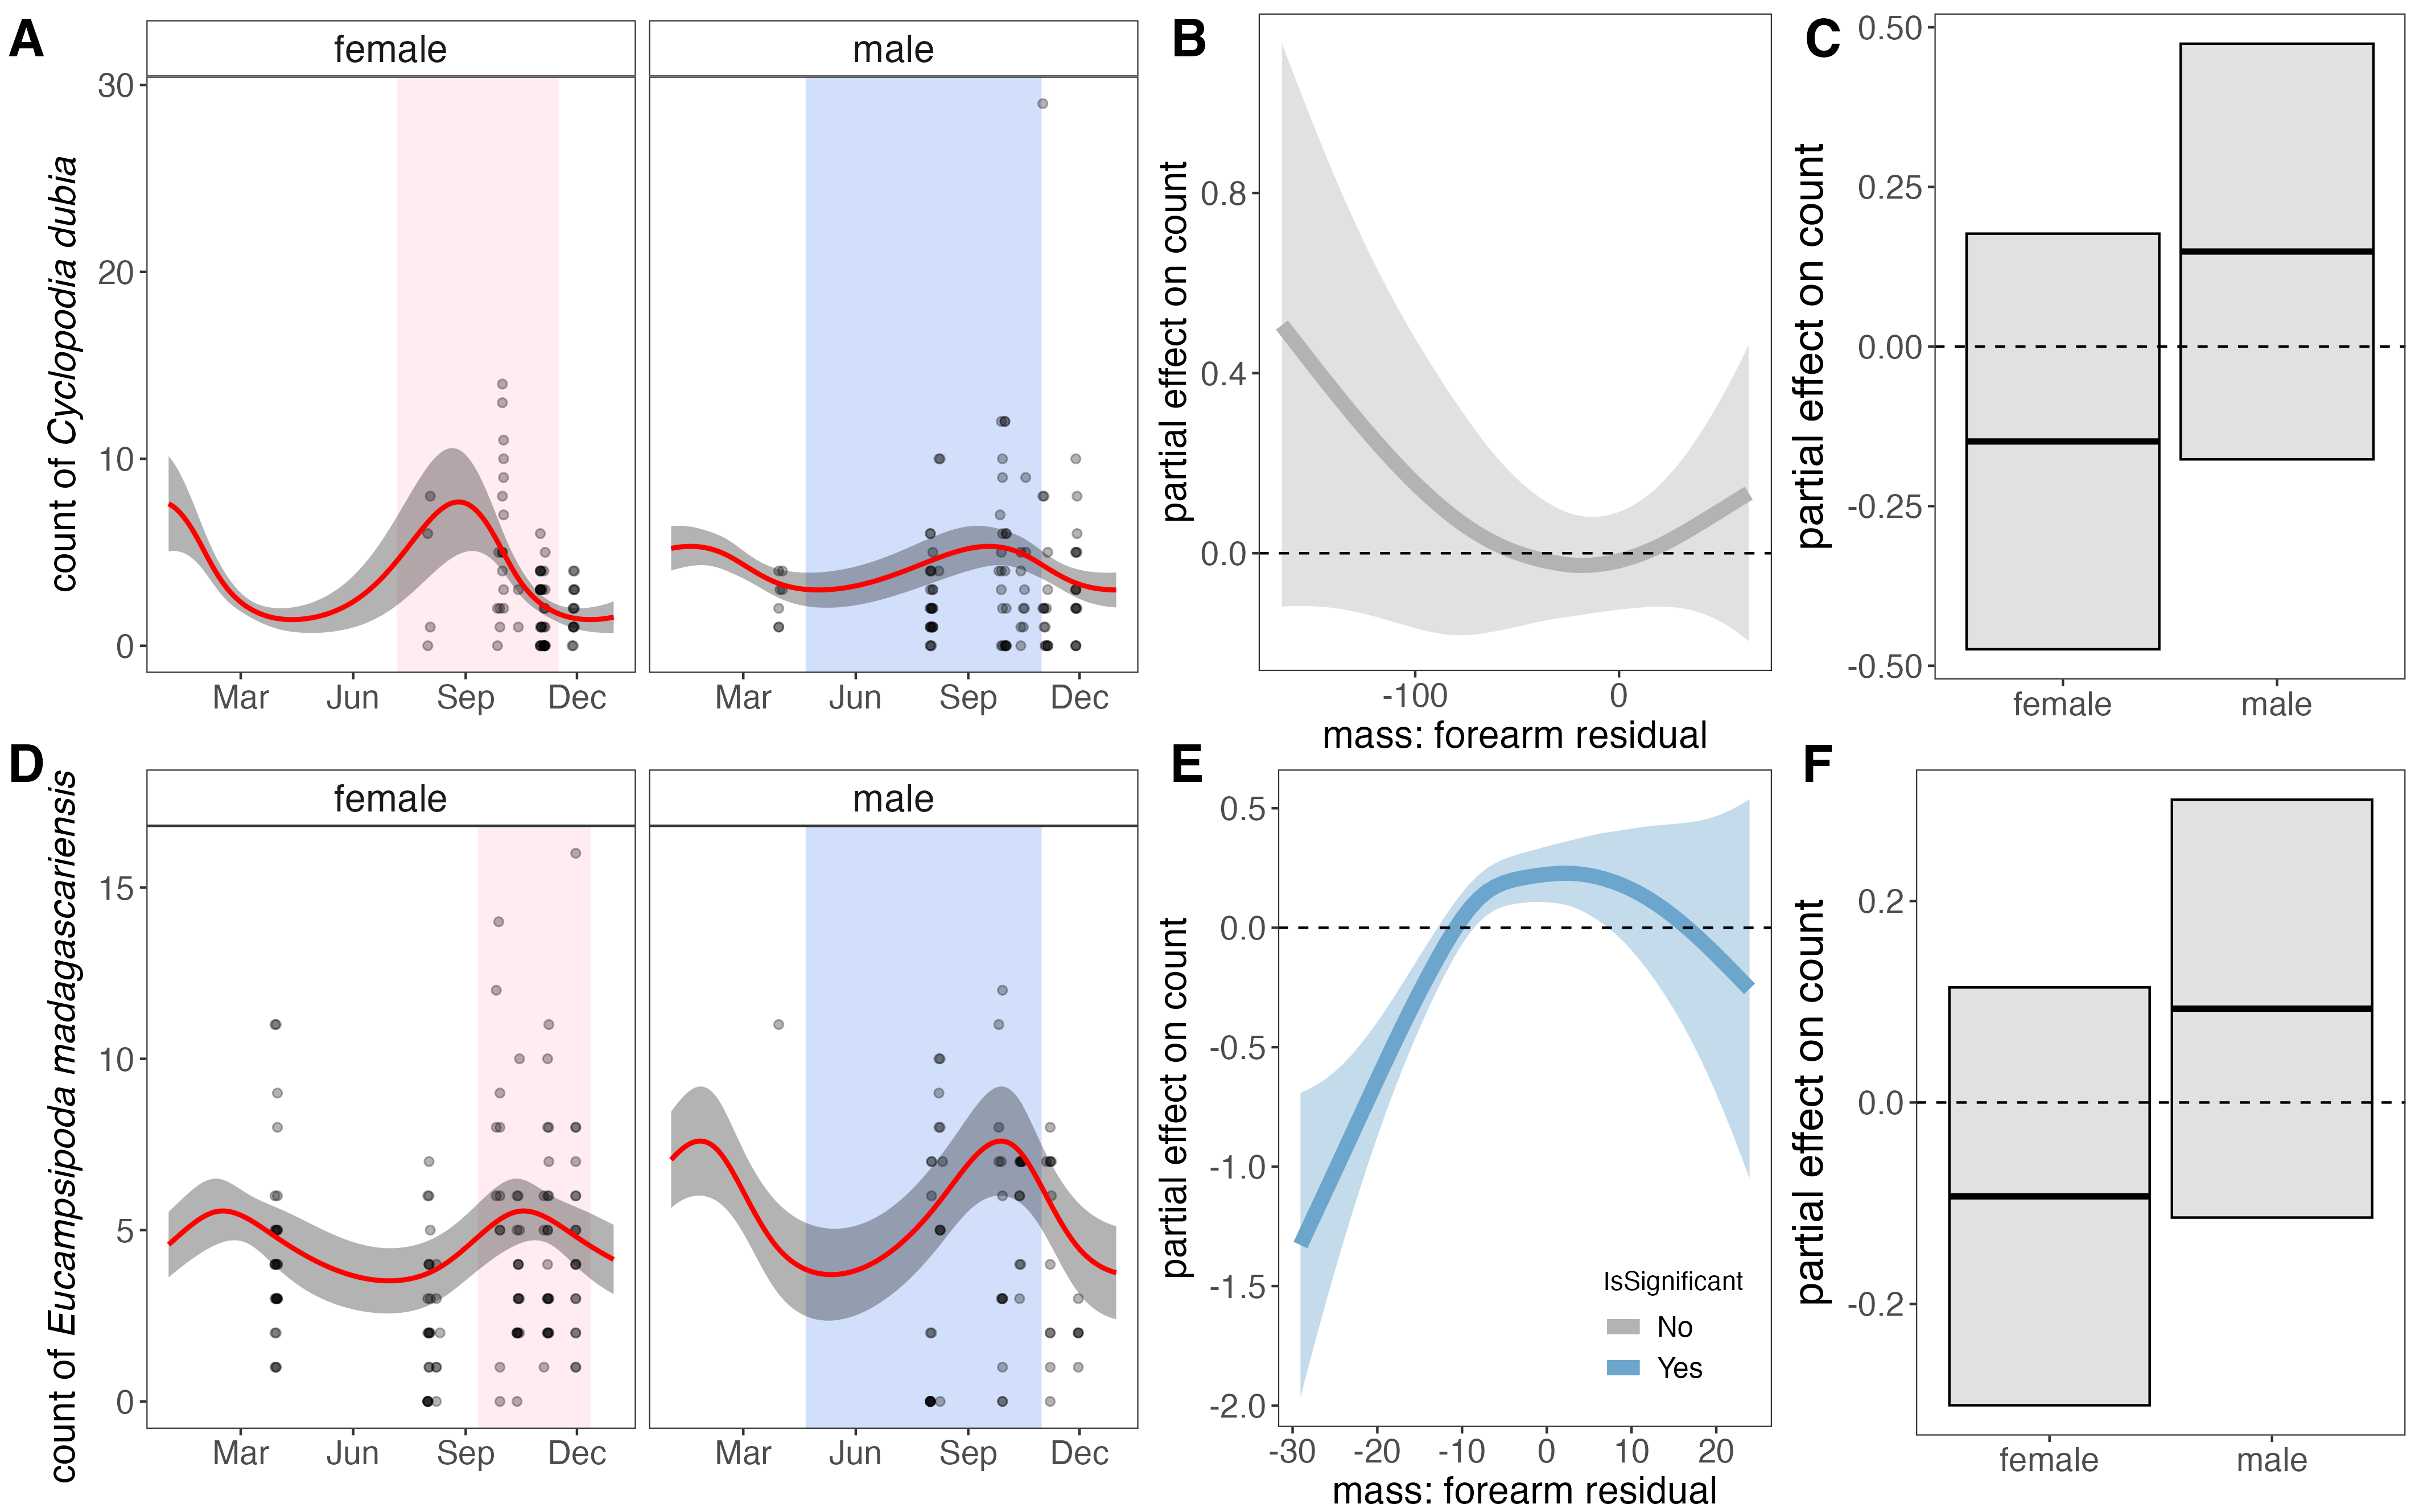 A
female
male
count of Cyclopodia dubia
30
20
10
0
Mar Jun Sep Dec
Mar Jun Sep Dec
B
partial effect on count
0.8
0.4
0.0
-100 0
mass: forearm residual
C
partial effect on count
0.50
0.25
0.00
-0.25
-0.50
female male
D
female
male
count of Eucampsipoda madagascariensis
15
10
5
0
Mar Jun Sep Dec
Mar Jun Sep Dec
E
partial effect on count
0.5
0.0
-0.5
-1.0
-1.5
-2.0
IsSignificant
No
Yes
-30 -20 -10 0 10 20
mass: forearm residual
F
partial effect on count
0.2
0.0
-0.2
female male